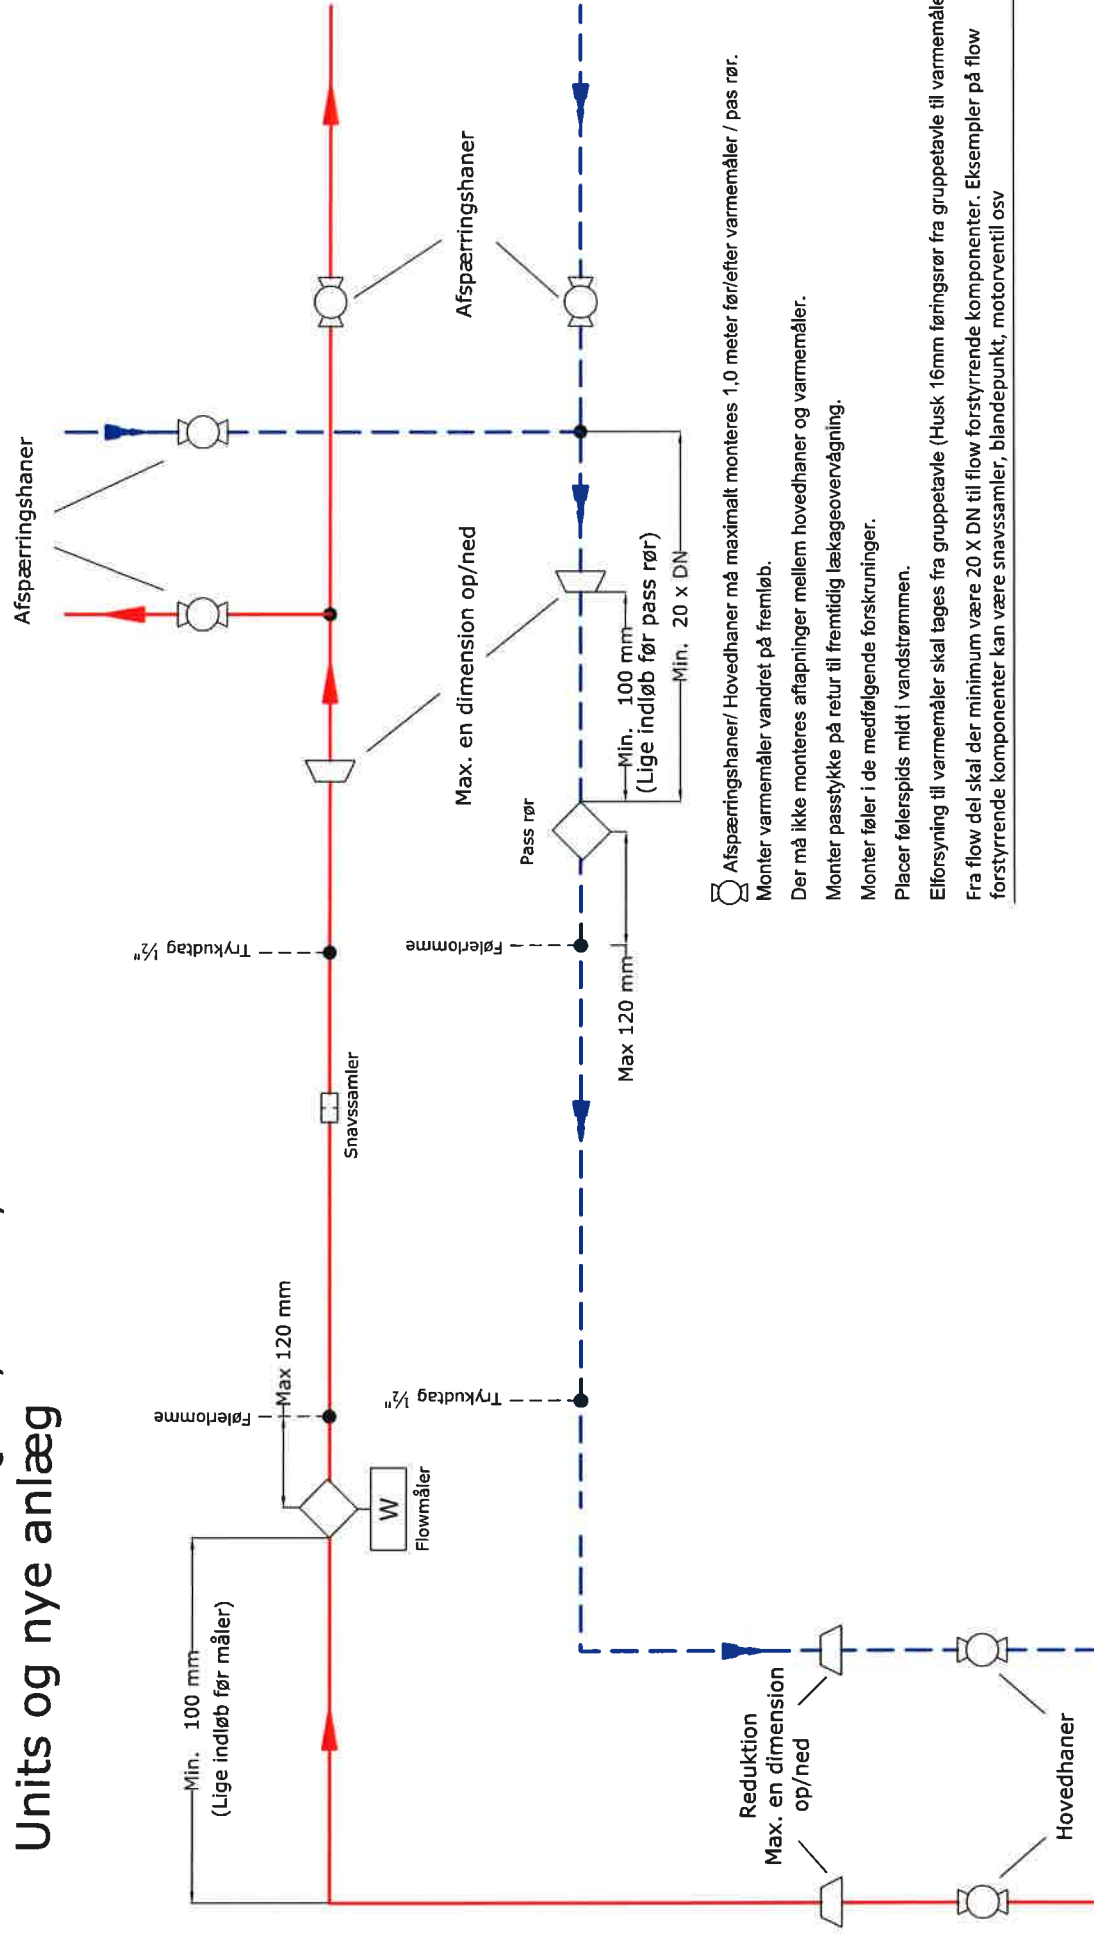 Units og nye anlæg
Min. 100 mm
(Lige indløb før måler)
Følerlomme
Max 120 mm
W
Flowmåler
Snavssamler
Trykudtag ½"
Max. en dimension op/ned
Afspærringshaner
Afspærringshaner
Trykudtag ½"
Følerlomme
Max 120 mm
Pass rør
Min. 100 mm
(Lige indløb før pass rør)
Min. 20 x DN
Reduktion
Max. en dimension
op/ned
Hovedhaner
Afspærringshaner/ Hovedhaner må maximalt monteres 1,0 meter før/efter varmemåler / pas rør.
Monter varmemåler vandret på fremløb.
Der må ikke monteres aftapninger mellem hovedhaner og varmemåler.
Monter passtykke på retur til fremtidig lækageovervågning.
Monter føler i de medfølgende forskruninger.
Placer følerspids midt i vandstrømmen.
Elforsyning til varmemåler skal tages fra gruppetavle (Husk 16mm føringsrør fra gruppetavle til varmemåle
Fra flow del skal der minimum være 20 X DN til flow forstyrrende komponenter. Eksempler på flow
forstyrrende komponenter kan være snavssamler, blandepunkt, motorventil osv